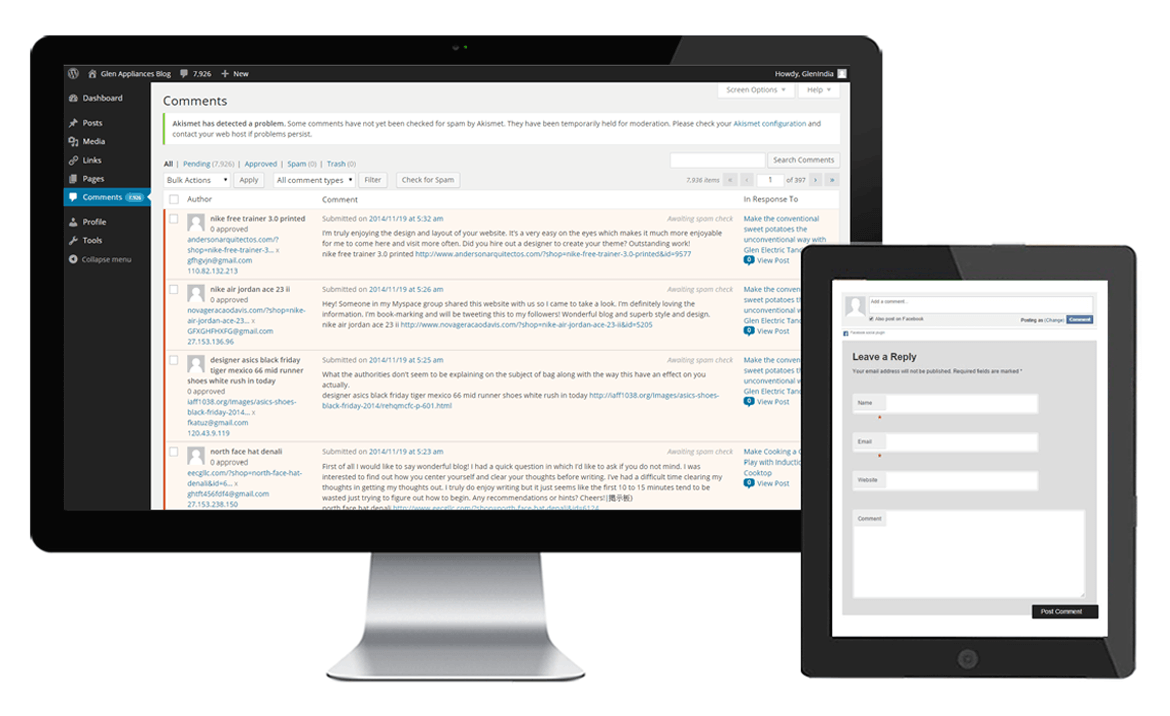 Glen Appliances Blog 7,926 + New Howdy, Glenindia
Dashboard
Posts
Media
Links
Pages
Comments 7,926
Profile
Tools
Collapse menu
Screen Options Help
Comments
Akismet has detected a problem. Some comments have not yet been checked for spam by Akismet. They have been temporarily held for moderation. Please check your Akismet configuration and
contact your web host if problems persist.
All | Pending (7,926) | Approved | Spam (0) | Trash (0)
Search Comments
Bulk Actions Apply All comment types Filter Check for Spam
7,936 items « ‹ 1 of 397 › »
Author Comment In Response To
nike free trainer 3.0 printed
0 approved
andersonarquitectos.com/?
shop=nike-free-trainer-3... x
gfhgvjn@gmail.com
110.82.132.213
Submitted on 2014/11/19 at 5:32 am
Awaiting spam check
I'm truly enjoying the design and layout of your website. It's a very easy on the eyes which makes it much more enjoyable
for me to come here and visit more often. Did you hire out a designer to create your theme? Outstanding work!
nike free trainer 3.0 printed http://www.andersonarquitectos.com/?shop=nike-free-trainer-3.0-printed&id=9577
Make the conventional
sweet potatoes the
unconventional way with
Glen Electric Tandoor
0 View Post
nike air jordan ace 23 ii
0 approved
novageracaodavis.com/?shop=nike-
air-jordan-ace-23... x
GFXGHFHXFG@gmail.com
27.153.136.96
Submitted on 2014/11/19 at 5:26 am
Awaiting spam check
Hey! Someone in my Myspace group shared this website with us so I came to take a look. I'm definitely loving the
information. I'm book-marking and will be tweeting this to my followers! Wonderful blog and superb style and design.
nike air jordan ace 23 ii http://www.novageracaodavis.com/?shop=nike-air-jordan-ace-23-ii&id=5205
Make the conven
sweet potatoes t
unconventional w
Glen Electric Tand
0 View Post
designer asics black friday
tiger mexico 66 mid runner
shoes white rush in today
0 approved
iaff1038.org/images/asics-shoes-
black-friday-2014... x
fkatuz@gmail.com
120.43.9.119
Submitted on 2014/11/19 at 5:25 am
Awaiting spam check
What the authorities don't seem to be explaining on the subject of bag along with the way this have an effect on you
actually.
designer asics black friday tiger mexico 66 mid runner shoes white rush in today http://iaff1038.org/images/asics-shoes-
black-friday-2014/rehqmcfc-p-601.html
Make the conven
sweet potatoes t
unconventional w
Glen Electric Tand
0 View Post
north face hat denali
0 approved
eecgllc.com/?shop=north-face-hat-
denali&id=6... x
ghtft456fdf4@gmail.com
27.153.238.150
Submitted on 2014/11/19 at 5:23 am
Awaiting spam check
First of all I would like to say wonderful blog! I had a quick question in which I'd like to ask if you do not mind. I was
interested to find out how you center yourself and clear your thoughts before writing. I've had a difficult time clearing my
thoughts in getting my thoughts out. I truly do enjoy writing but it just seems like the first 10 to 15 minutes tend to be
wasted just trying to figure out how to begin. Any recommendations or hints? Cheers!|掲示板)
north face hat denali http://www.eecgllc.com/?shop=north-face-hat-denali&id=6124
Make Cooking a C
Play with Inductio
Cooktop
0 View Post
Add a comment...
Also post on Facebook Posting as (Change) Comment
Facebook social plugin
Leave a Reply
Your email address will not be published. Required fields are marked *
Name
*
Email
*
Website
Comment
Post Comment